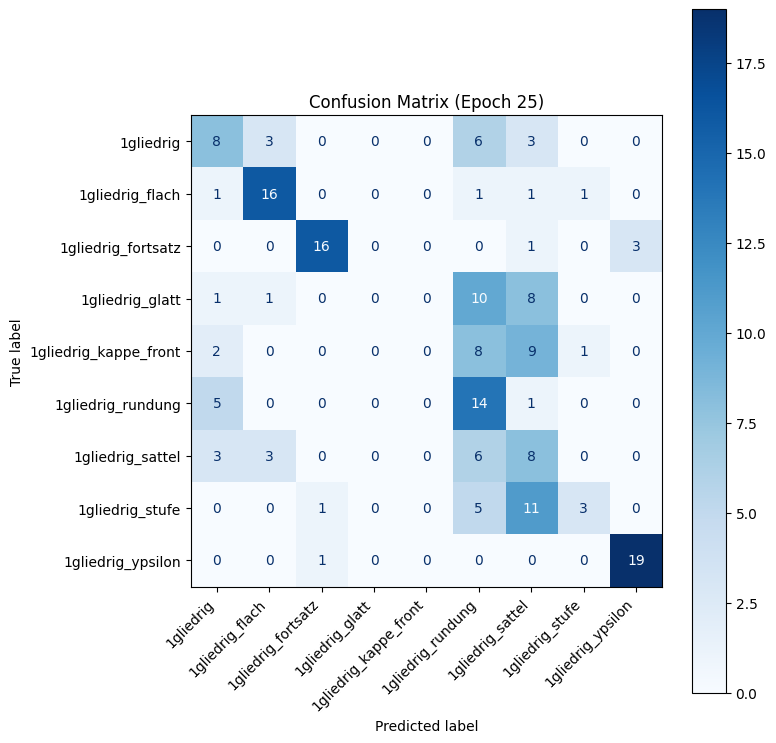 Confusion Matrix (Epoch 25)
True label
1gliedrig 8 3 0 0 0 6 3 0 0
1gliedrig_flach 1 16 0 0 0 1 1 1 0
1gliedrig_fortsatz 0 0 16 0 0 0 1 0 3
1gliedrig_glatt 1 1 0 0 0 10 8 0 0
1gliedrig_kappe_front 2 0 0 0 0 8 9 1 0
1gliedrig_rundung 5 0 0 0 0 14 1 0 0
1gliedrig_sattel 3 3 0 0 0 6 8 0 0
1gliedrig_stufe 0 0 1 0 0 5 11 3 0
1gliedrig_ypsilon 0 0 1 0 0 0 0 0 19
1gliedrig
1gliedrig_flach
1gliedrig_fortsatz
1gliedrig_glatt
1gliedrig_kappe_front
1gliedrig_rundung
1gliedrig_sattel
1gliedrig_stufe
1gliedrig_ypsilon
Predicted label
17.5
15.0
12.5
10.0
7.5
5.0
2.5
0.0